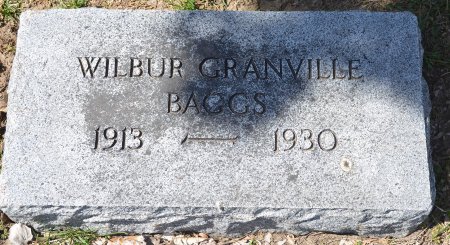 WILBUR GRANVILLE
BAGGS
1913 — 1930